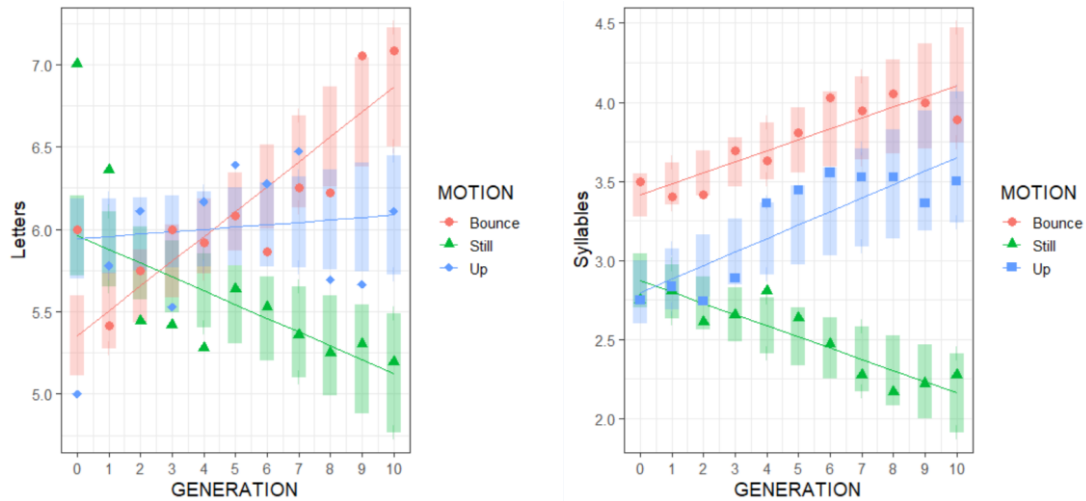 Letters
7.0
6.5
6.0
5.5
5.0
0 1 2 3 4 5 6 7 8 9 10
GENERATION
MOTION
Bounce
Still
Up
Syllables
4.5
4.0
3.5
3.0
2.5
2.0
0 1 2 3 4 5 6 7 8 9 10
GENERATION
MOTION
Bounce
Still
Up